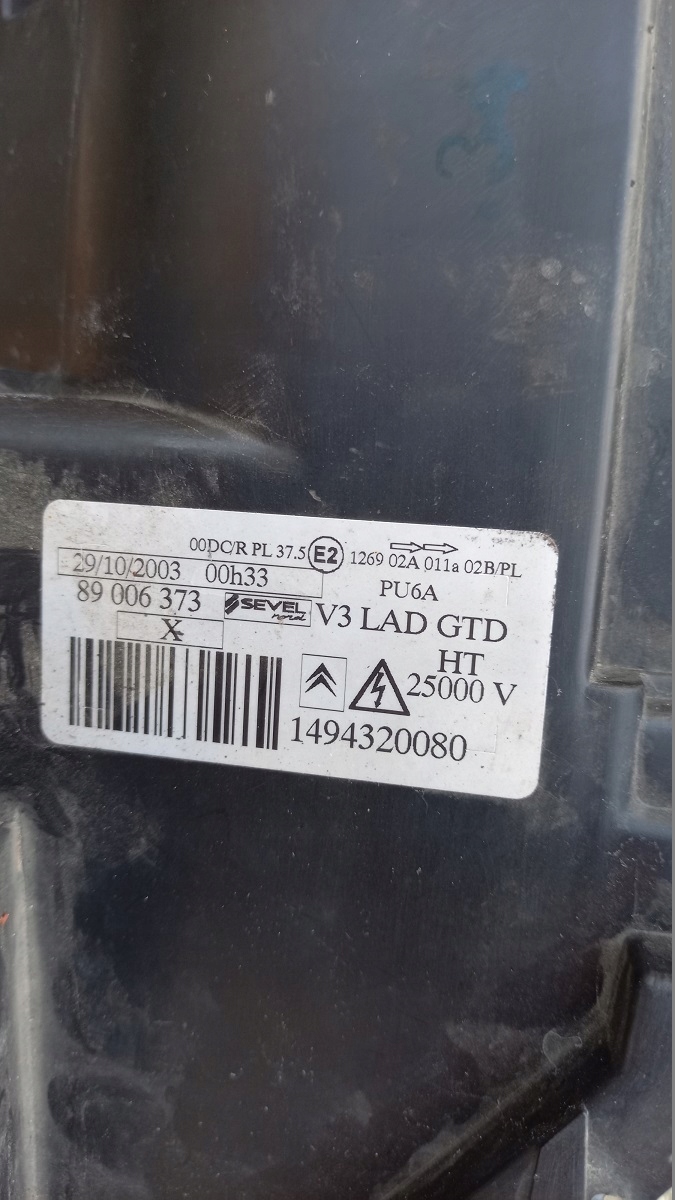 00DC/R PL 37.5 E2 1269 02A 011a 02B/PL
29/10/2003 00h33 PU6A
89 006 373 SEVEL nord V3 LAD GTD
X HT
25000 V
1494320080